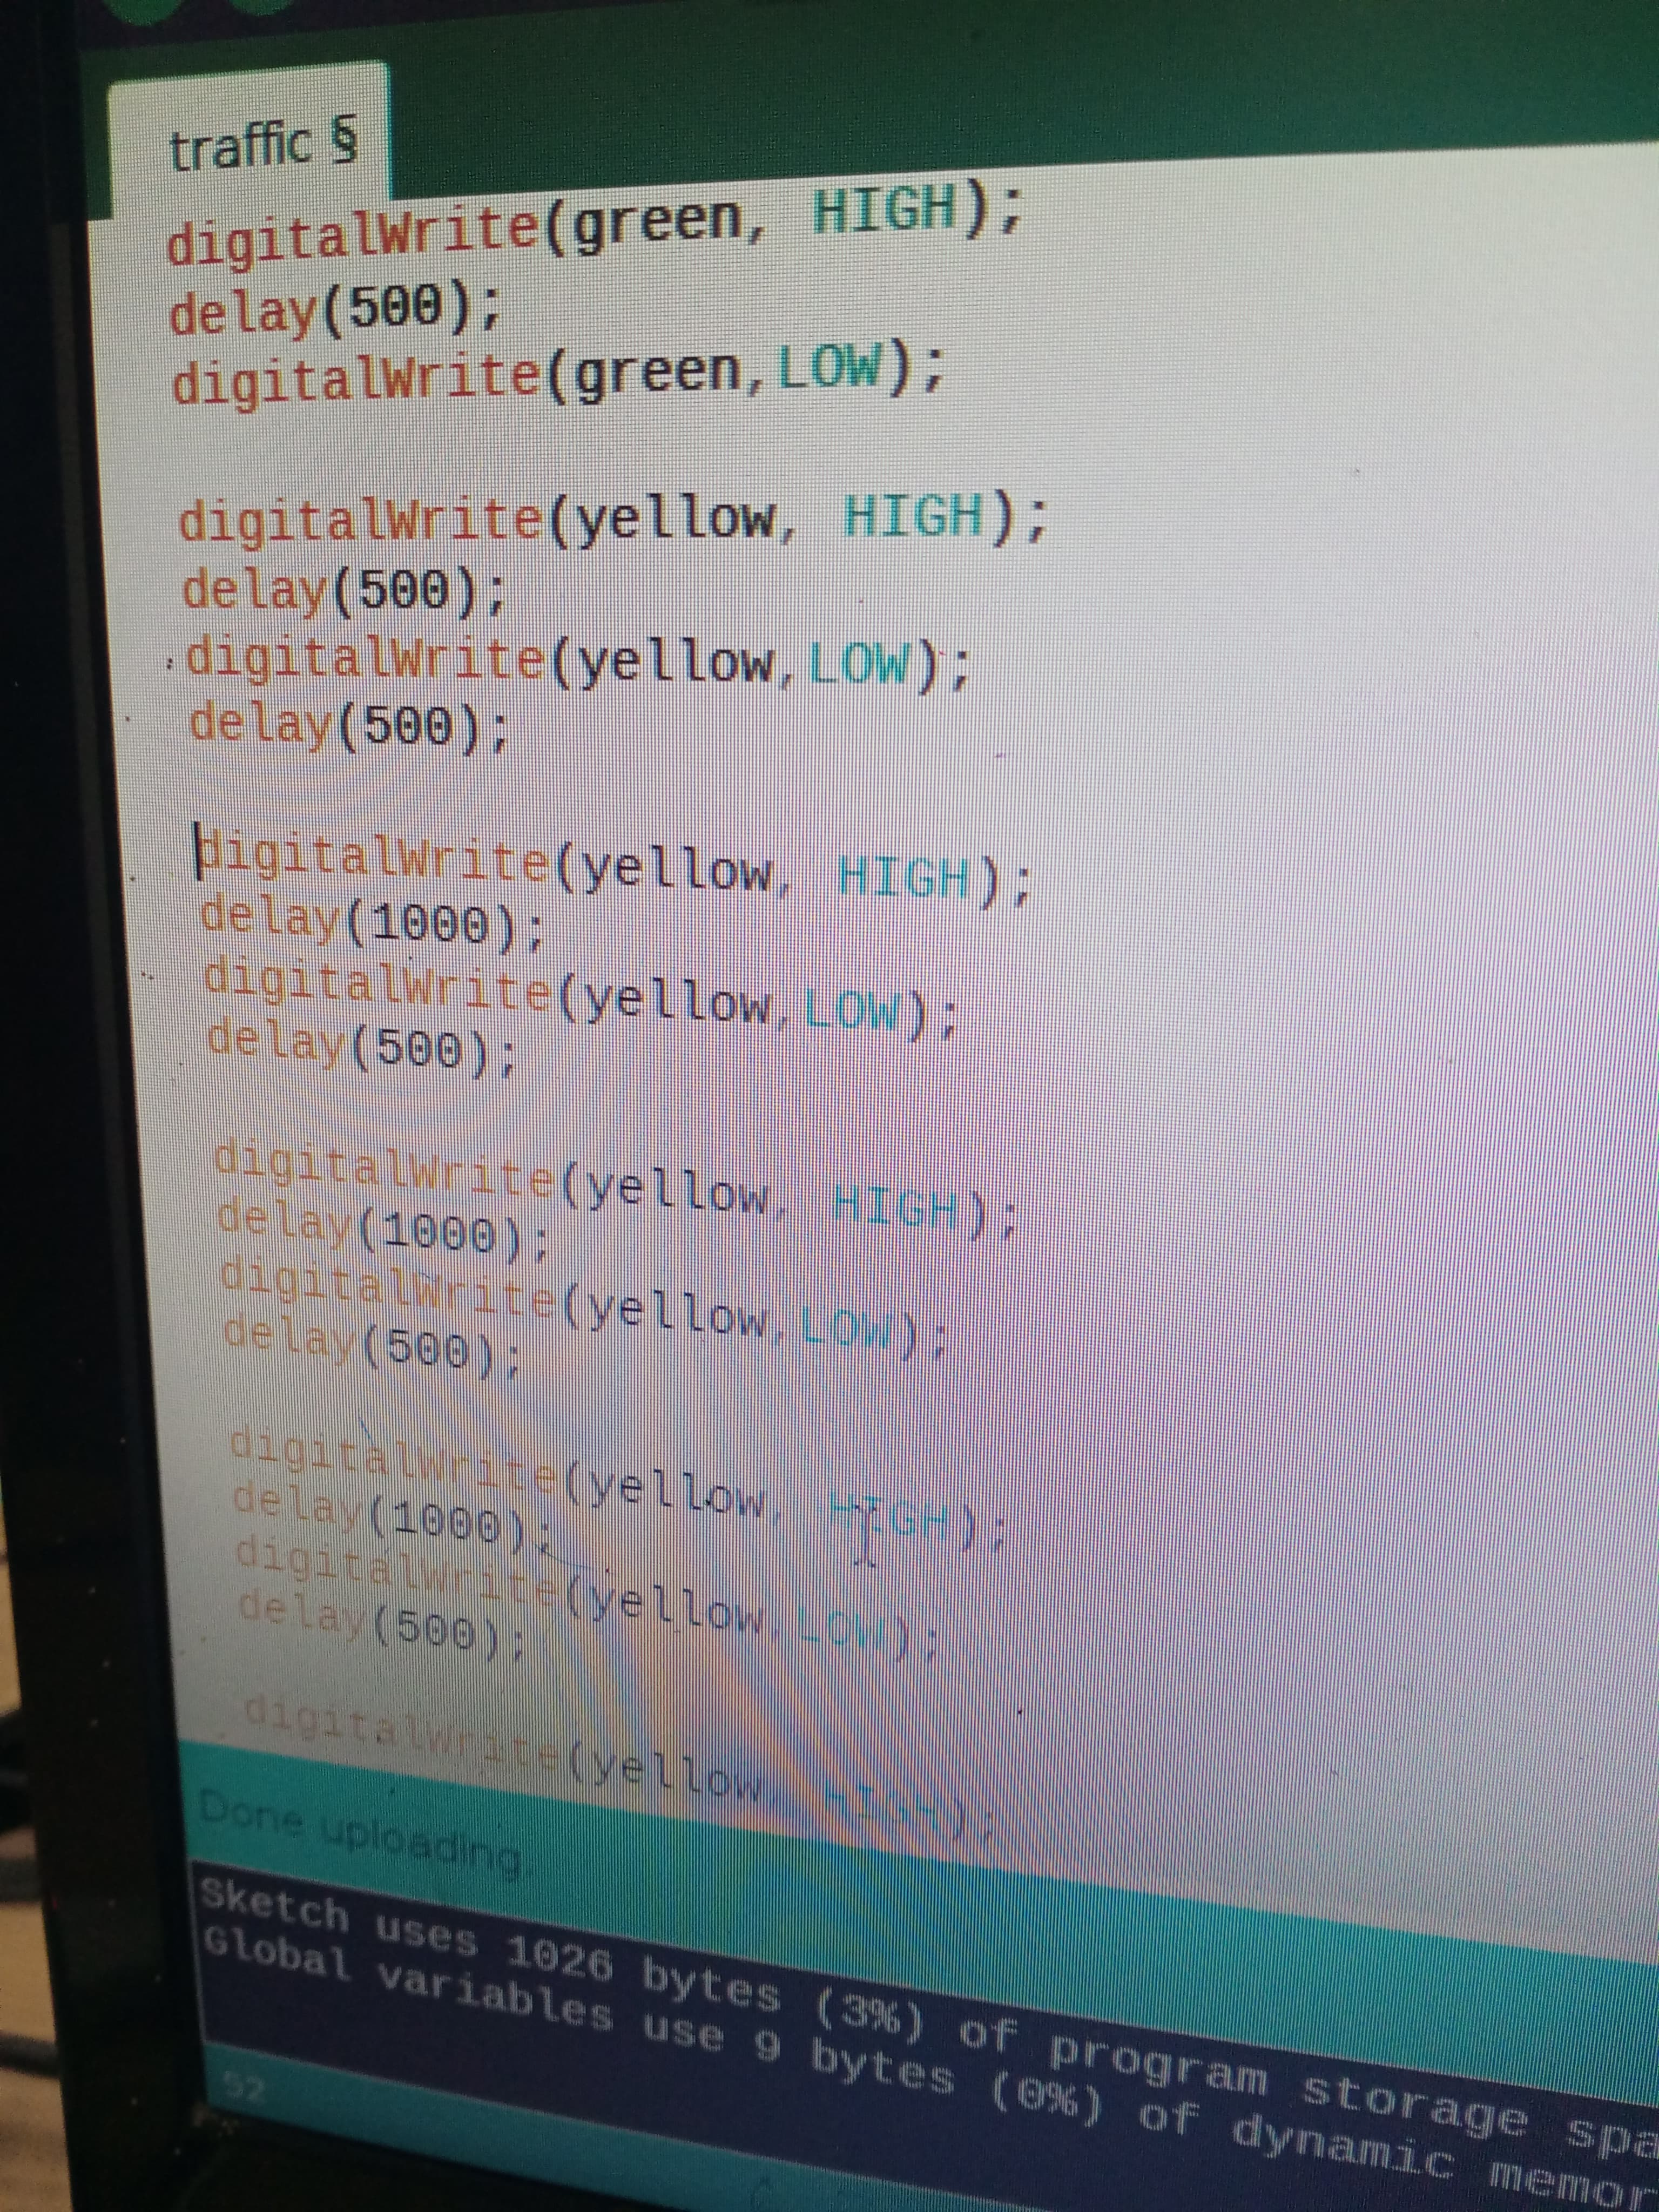 traffic §
digitalWrite(green, HIGH);
delay(500);
digitalWrite(green,LOW);
digitalWrite(yellow, HIGH);
delay(500);
digitalWrite(yellow,LOW);
delay(500);
digitalWrite(yellow, HIGH);
delay(1000);
digitalWrite(yellow,LOW);
delay(500);
digitalWrite(yellow, HIGH);
delay(1000);
digitalWrite(yellow,LOW);
delay(500);
digitalWrite(yellow, HIGH);
delay(1000);
digitalWrite(yellow,LOW);
delay(500);
digitalWrite(yellow, HIGH);
Done uploading.
Sketch uses 1026 bytes (3%) of program storage spa
Global variables use 9 bytes (0%) of dynamic memor
52